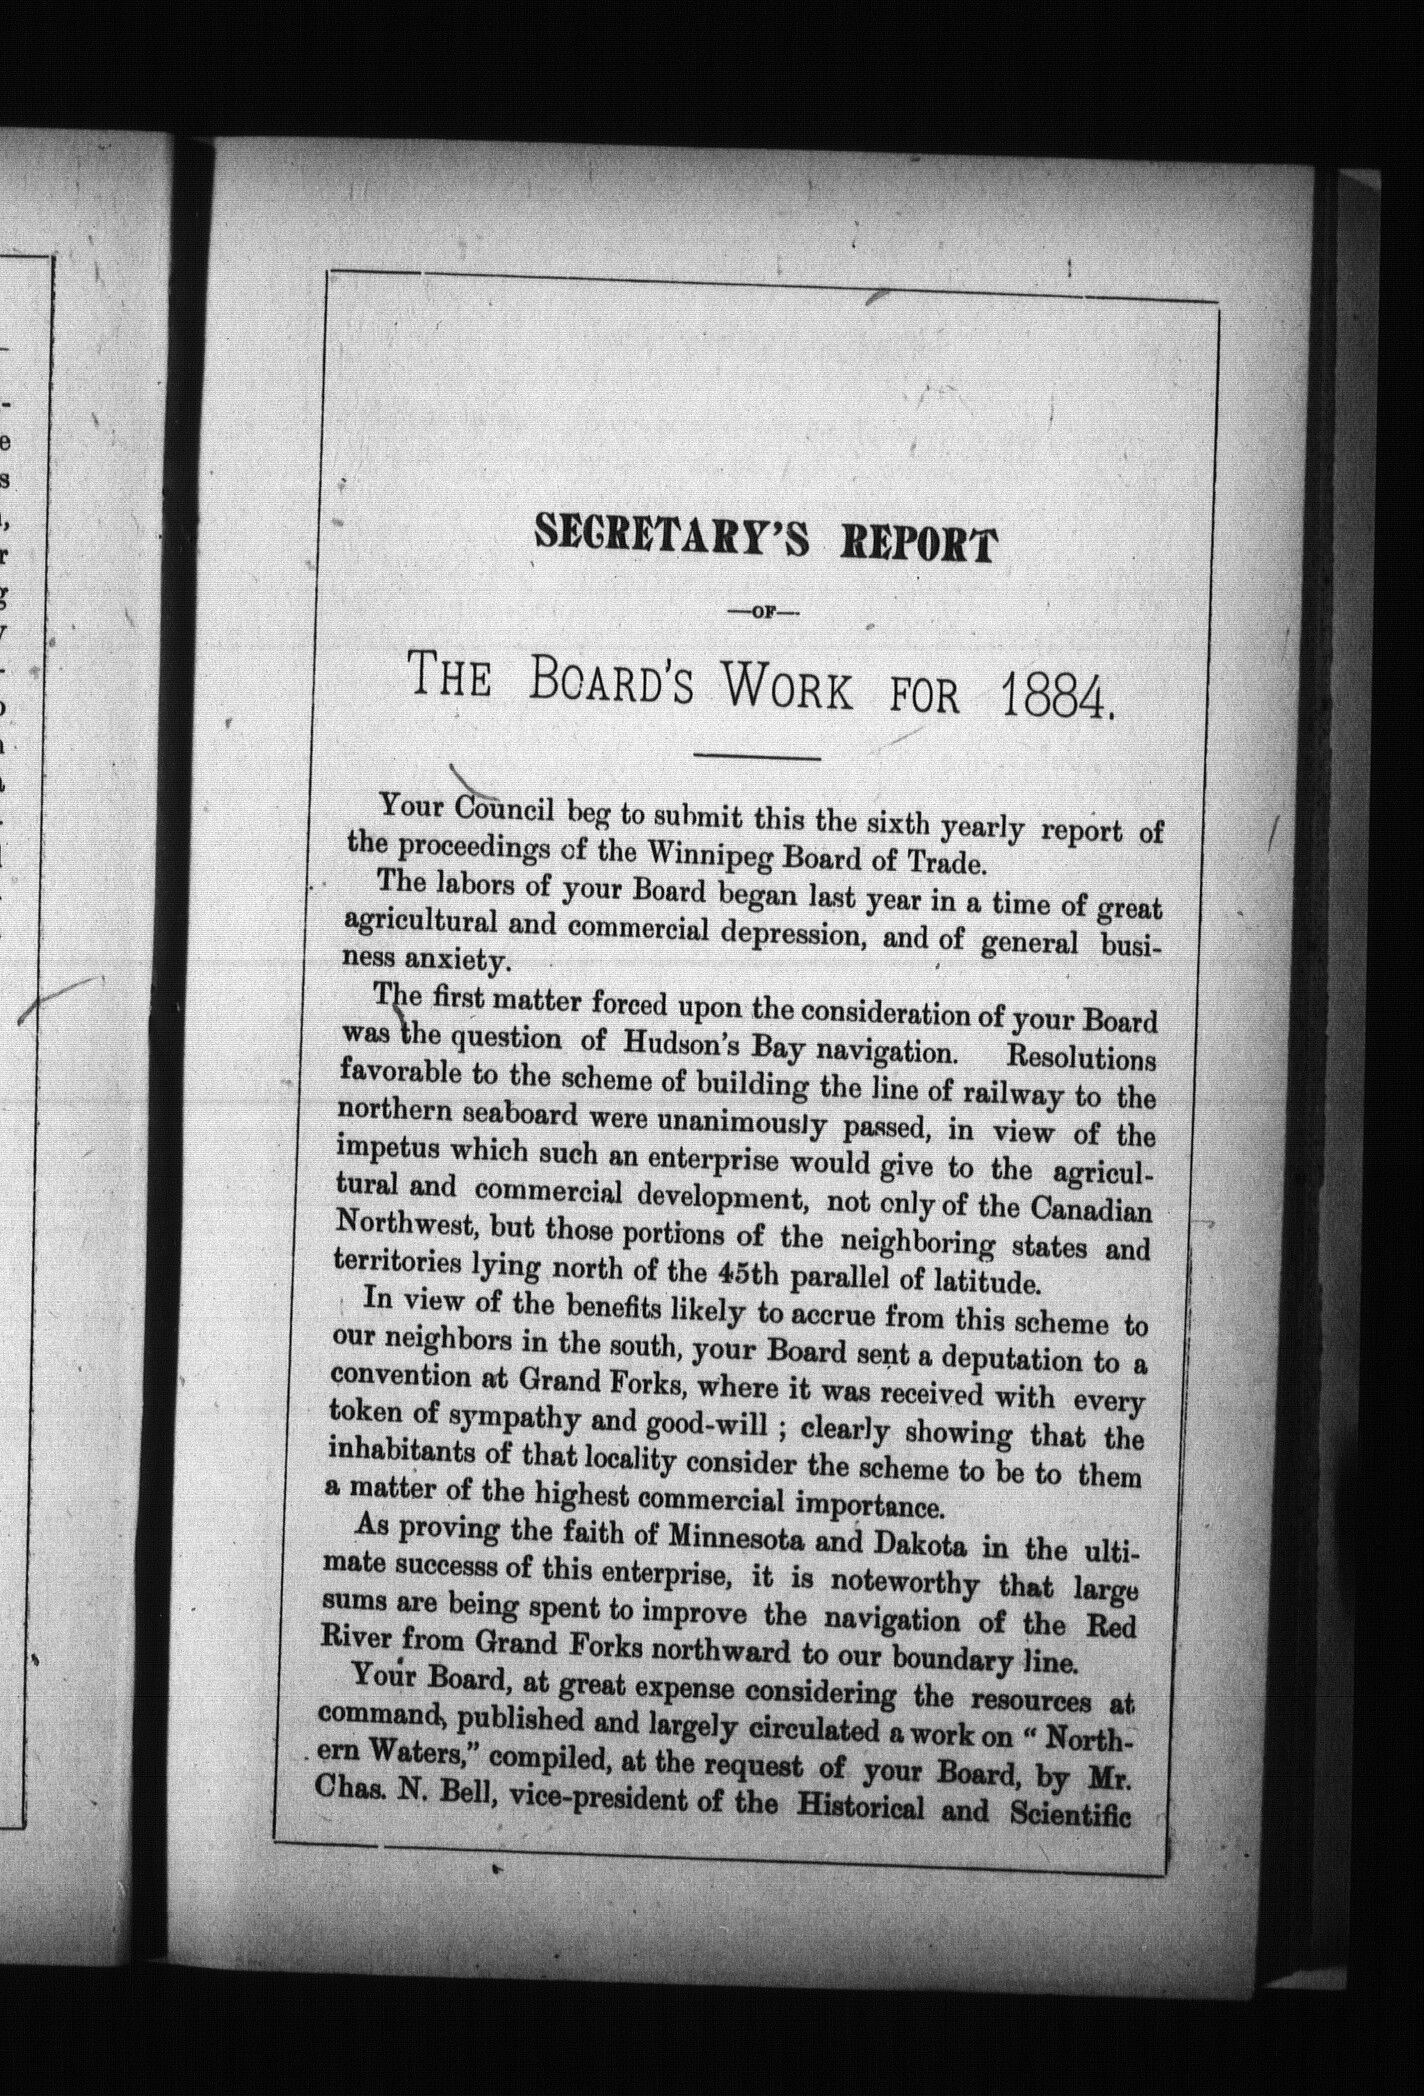 SECRETARY'S REPORT
—OF—
THE BOARD'S WORK FOR 1884.
Your Council beg to submit this the sixth yearly report of
the proceedings of the Winnipeg Board of Trade.
The labors of your Board began last year in a time of great
agricultural and commercial depression, and of general busi-
ness anxiety.
The first matter forced upon the consideration of your Board
was the question of Hudson's Bay navigation. Resolutions
favorable to the scheme of building the line of railway to the
northern seaboard were unanimously passed, in view of the
impetus which such an enterprise would give to the agricul-
tural and commercial development, not only of the Canadian
Northwest, but those portions of the neighboring states and
territories lying north of the 45th parallel of latitude.
In view of the benefits likely to accrue from this scheme to
our neighbors in the south, your Board sent a deputation to a
convention at Grand Forks, where it was received with every
token of sympathy and good-will ; clearly showing that the
inhabitants of that locality consider the scheme to be to them
a matter of the highest commercial importance.
As proving the faith of Minnesota and Dakota in the ulti-
mate successs of this enterprise, it is noteworthy that large
sums are being spent to improve the navigation of the Red
River from Grand Forks northward to our boundary line.
Your Board, at great expense considering the resources at
command, published and largely circulated a work on “ North-
ern Waters,” compiled, at the request of your Board, by Mr.
Chas. N. Bell, vice-president of the Historical and Scientific